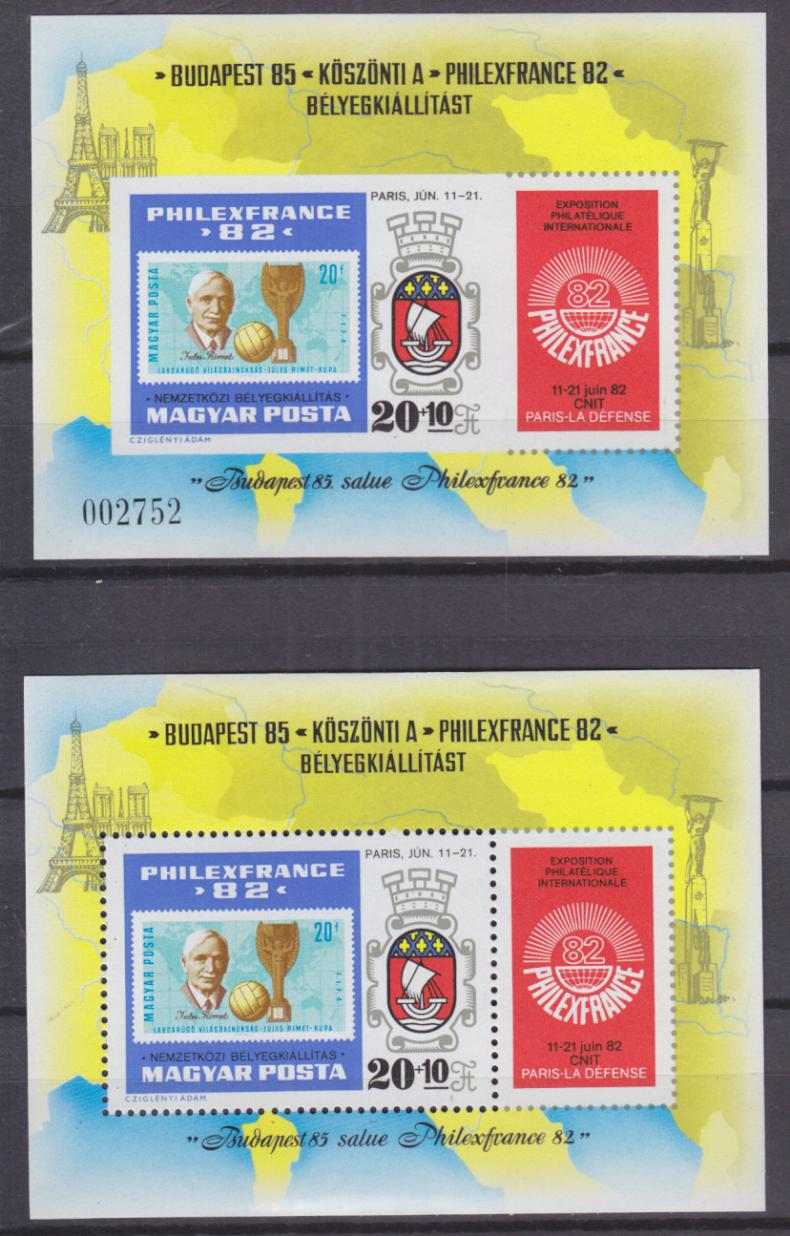 »BUDAPEST 85« KÖSZÖNTI A »PHILEXFRANCE 82«
BÉLYEGKIÁLLÍTÁST
PARIS, JÚN. 11–21.
PHILEXFRANCE
»82«
MAGYAR POSTA
20f
FIFA
Jules Rimet
LABDARÚGÓ VILÁGBAJNOKSÁG-JULES RIMET-KUPA
• NEMZETKÖZI BÉLYEGKIÁLLÍTÁS •
MAGYAR POSTA
20+10 Ft
CZIGLÉNYI ÁDÁM
EXPOSITION
PHILATÉLIQUE
INTERNATIONALE
82
PHILEXFRANCE
11-21 juin 82
CNIT
PARIS-LA DÉFENSE
"Budapest 85. salue Philexfrance 82"
002752
»BUDAPEST 85« KÖSZÖNTI A »PHILEXFRANCE 82«
BÉLYEGKIÁLLÍTÁST
PARIS, JÚN. 11–21.
PHILEXFRANCE
»82«
MAGYAR POSTA
20f
FIFA
Jules Rimet
LABDARÚGÓ VILÁGBAJNOKSÁG-JULES RIMET-KUPA
• NEMZETKÖZI BÉLYEGKIÁLLÍTÁS •
MAGYAR POSTA
20+10 Ft
CZIGLÉNYI ÁDÁM
EXPOSITION
PHILATÉLIQUE
INTERNATIONALE
82
PHILEXFRANCE
11-21 juin 82
CNIT
PARIS-LA DÉFENSE
"Budapest 85 salue Philexfrance 82"